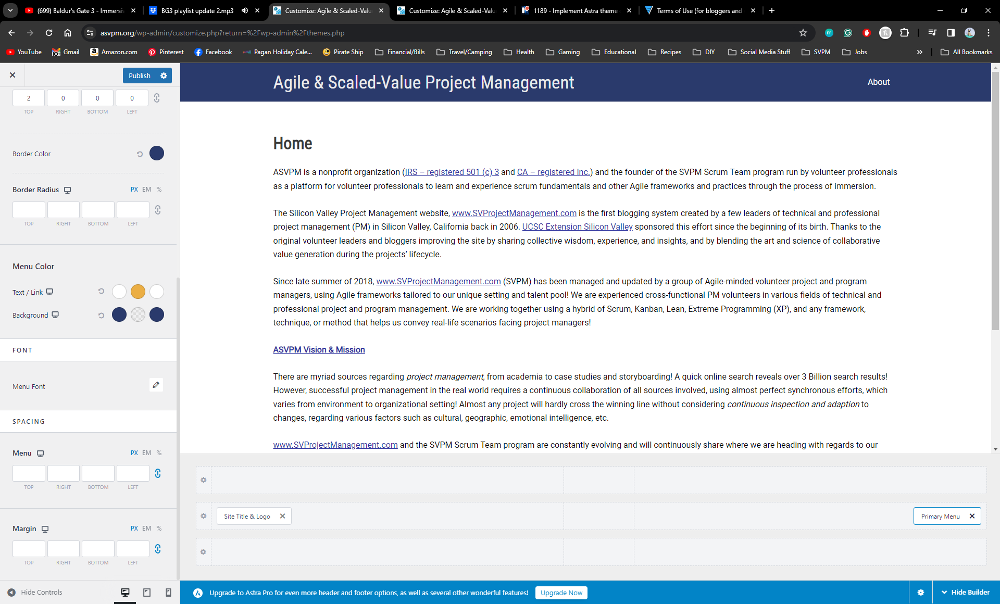 (699) Baldur's Gate 3 - Immersiv
BG3 playlist update 2.mp3
Customize: Agile & Scaled-Valu
Customize: Agile & Scaled-Valu
1189 - Implement Astra theme
Terms of Use (for bloggers and
asvpm.org/wp-admin/customize.php?return=%2Fwp-admin%2Fthemes.php
YouTube
Gmail
Amazon.com
Pinterest
Facebook
Pagan Holiday Cale...
Pirate Ship
Financial/Bills
Travel/Camping
Health
Gaming
Educational
Recipes
DIY
Social Media Stuff
SVPM
Jobs
All Bookmarks
Publish
2 0 0 0
TOP RIGHT BOTTOM LEFT
Border Color
Border Radius PX EM %
TOP RIGHT BOTTOM LEFT
Menu Color
Text / Link
Background
FONT
Menu Font
SPACING
Menu PX EM %
TOP RIGHT BOTTOM LEFT
Margin PX EM %
TOP RIGHT BOTTOM LEFT
Hide Controls
Agile & Scaled-Value Project Management
About
Home
ASVPM is a nonprofit organization (IRS – registered 501 (c) 3 and CA – registered Inc.) and the founder of the SVPM Scrum Team program run by volunteer professionals
as a platform for volunteer professionals to learn and experience scrum fundamentals and other Agile frameworks and practices through the process of immersion.
The Silicon Valley Project Management website, www.SVProjectManagement.com is the first blogging system created by a few leaders of technical and professional
project management (PM) in Silicon Valley, California back in 2006. UCSC Extension Silicon Valley sponsored this effort since the beginning of its birth. Thanks to the
original volunteer leaders and bloggers improving the site by sharing collective wisdom, experience, and insights, and by blending the art and science of collaborative
value generation during the projects’ lifecycle.
Since late summer of 2018, www.SVProjectManagement.com (SVPM) has been managed and updated by a group of Agile-minded volunteer project and program
managers, using Agile frameworks tailored to our unique setting and talent pool! We are experienced cross-functional PM volunteers in various fields of technical and
professional project and program management. We are working together using a hybrid of Scrum, Kanban, Lean, Extreme Programming (XP), and any framework,
technique, or method that helps us convey real-life scenarios facing project managers!
ASVPM Vision & Mission
There are myriad sources regarding project management, from academia to case studies and storyboarding! A quick online search reveals over 3 Billion search results!
However, successful project management in the real world requires a continuous collaboration of all sources involved, using almost perfect synchronous efforts, which
varies from environment to organizational setting! Almost any project will hardly cross the winning line without considering continuous inspection and adaption to
changes, regarding various factors such as cultural, geographic, emotional intelligence, etc.
www.SVProjectManagement.com and the SVPM Scrum Team program are constantly evolving and will continuously share where we are heading with regards to our
Site Title & Logo
Primary Menu
Upgrade to Astra Pro for even more header and footer options, as well as several other wonderful features!
Upgrade Now
Hide Builder